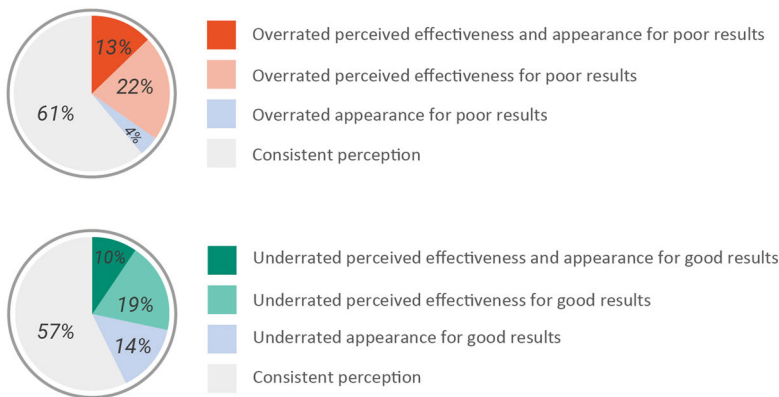 13%
22%
4%
61%
Overrated perceived effectiveness and appearance for poor results
Overrated perceived effectiveness for poor results
Overrated appearance for poor results
Consistent perception
10%
19%
14%
57%
Underrated perceived effectiveness and appearance for good results
Underrated perceived effectiveness for good results
Underrated appearance for good results
Consistent perception